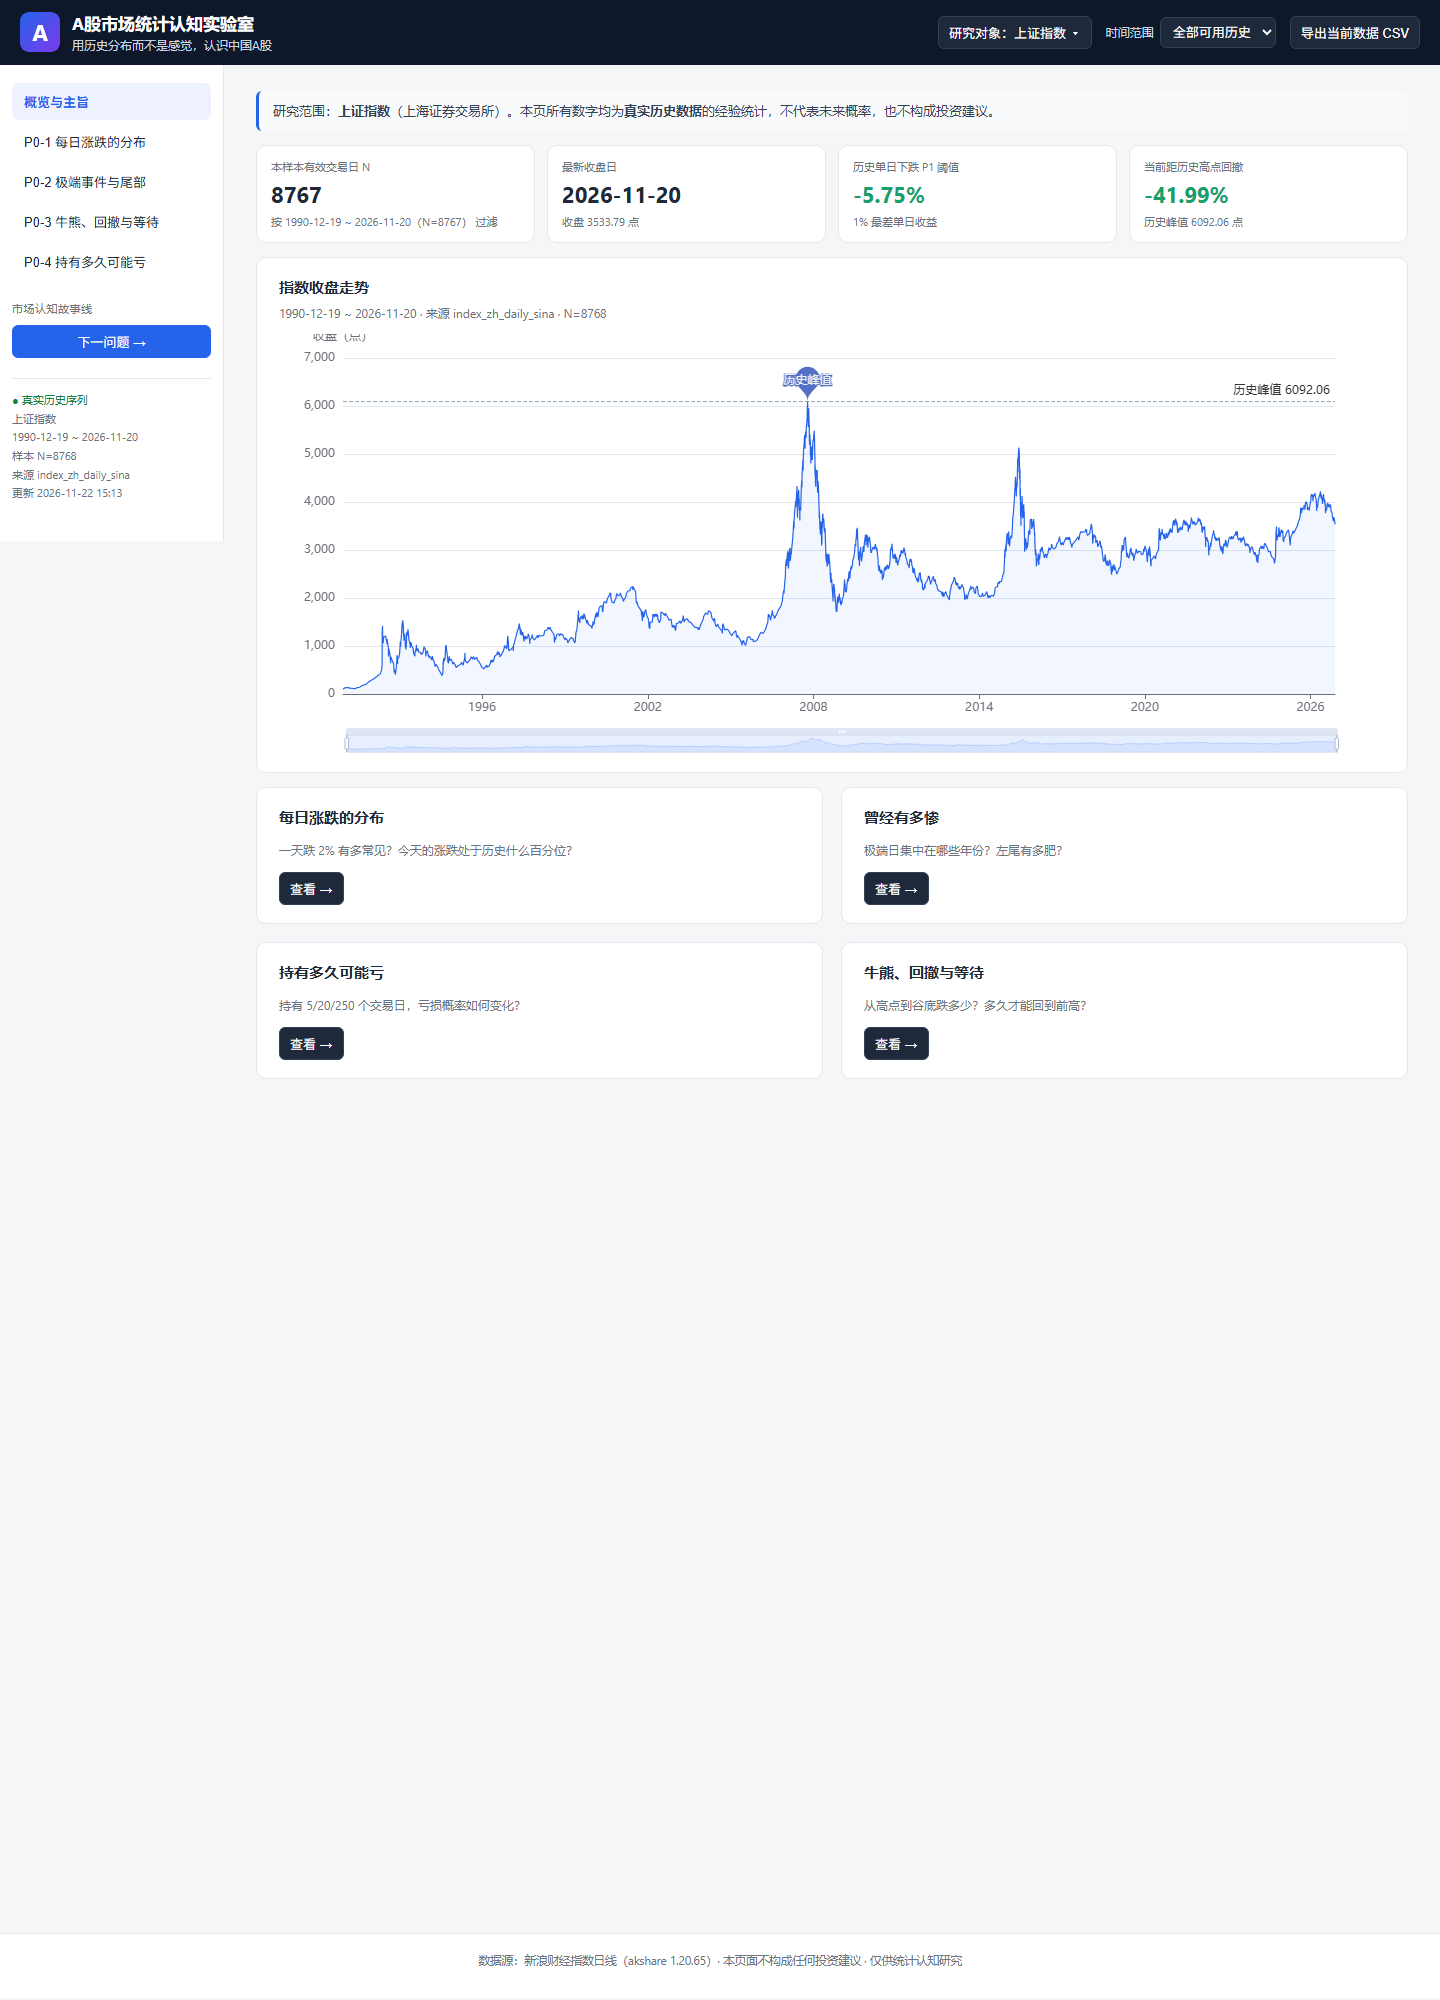 A
A股市场统计认知实验室
用历史分布而不是感觉，认识中国A股
研究对象：上证指数
时间范围
全部可用历史
导出当前数据 CSV
概览与主旨
P0-1 每日涨跌的分布
P0-2 极端事件与尾部
P0-3 牛熊、回撤与等待
P0-4 持有多久可能亏
市场认知故事线
下一问题 →
● 真实历史序列
上证指数
1990-12-19 ~ 2026-11-20
样本 N=8768
来源 index_zh_daily_sina
更新 2026-11-22 15:13
研究范围：上证指数（上海证券交易所）。本页所有数字均为真实历史数据的经验统计，不代表未来概率，也不构成投资建议。
本样本有效交易日 N
8767
按 1990-12-19 ~ 2026-11-20（N=8767） 过滤
最新收盘日
2026-11-20
收盘 3533.79 点
历史单日下跌 P1 阈值
-5.75%
1% 最差单日收益
当前距历史高点回撤
-41.99%
历史峰值 6092.06 点
指数收盘走势
1990-12-19 ~ 2026-11-20 · 来源 index_zh_daily_sina · N=8768
收盘（点）
7,000
6,000
5,000
4,000
3,000
2,000
1,000
0
历史峰值
历史峰值 6092.06
1996
2002
2008
2014
2020
2026
每日涨跌的分布
一天跌 2% 有多常见？今天的涨跌处于历史什么百分位？
查看 →
曾经有多惨
极端日集中在哪些年份？左尾有多肥？
查看 →
持有多久可能亏
持有 5/20/250 个交易日，亏损概率如何变化？
查看 →
牛熊、回撤与等待
从高点到谷底跌多少？多久才能回到前高？
查看 →
数据源：新浪财经指数日线（akshare 1.20.65）· 本页面不构成任何投资建议 · 仅供统计认知研究